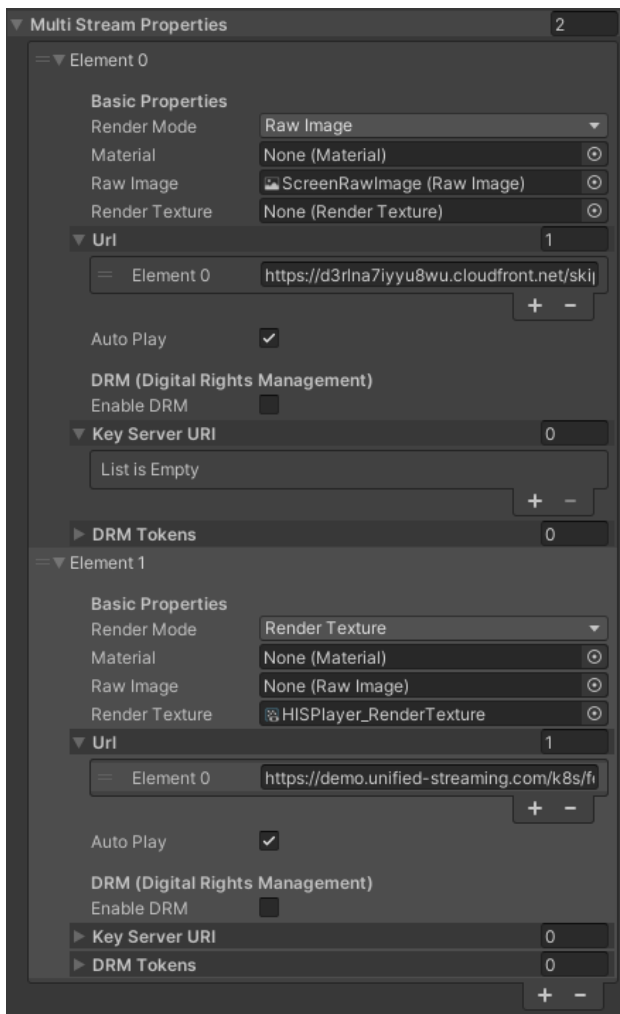 Multi Stream Properties 2
Element 0
Basic Properties
Render Mode Raw Image
Material None (Material)
Raw Image ScreenRawImage (Raw Image)
Render Texture None (Render Texture)
Url 1
Element 0 https://d3rlna7iyyu8wu.cloudfront.net/skip
Auto Play
DRM (Digital Rights Management)
Enable DRM
Key Server URI 0
List is Empty
+ −
DRM Tokens 0
Element 1
Basic Properties
Render Mode Render Texture
Material None (Material)
Raw Image None (Raw Image)
Render Texture HISPlayer_RenderTexture
Url 1
Element 0 https://demo.unified-streaming.com/k8s/fe
Auto Play
DRM (Digital Rights Management)
Enable DRM
Key Server URI 0
DRM Tokens 0